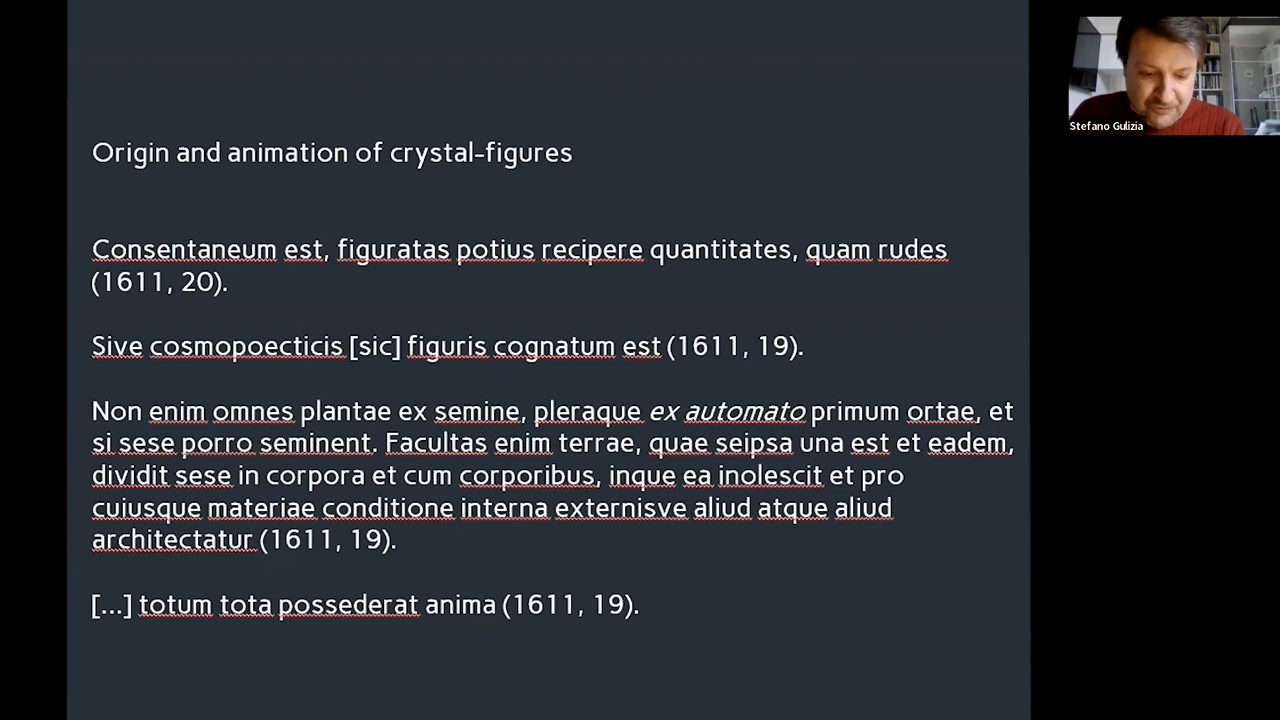 Origin and animation of crystal-figures
Consentaneum est, figuratas potius recipere quantitates, quam rudes
(1611, 20).
Sive cosmopoecticis [sic] figuris cognatum est (1611, 19).
Non enim omnes plantae ex semine, pleraque ex automato primum ortae, et
si sese porro seminent. Facultas enim terrae, quae seipsa una est et eadem,
dividit sese in corpora et cum corporibus, inque ea inolescit et pro
cuiusque materiae conditione interna externisve aliud atque aliud
architectatur (1611, 19).
[...] totum tota possederat anima (1611, 19).
Stefano Gulizia